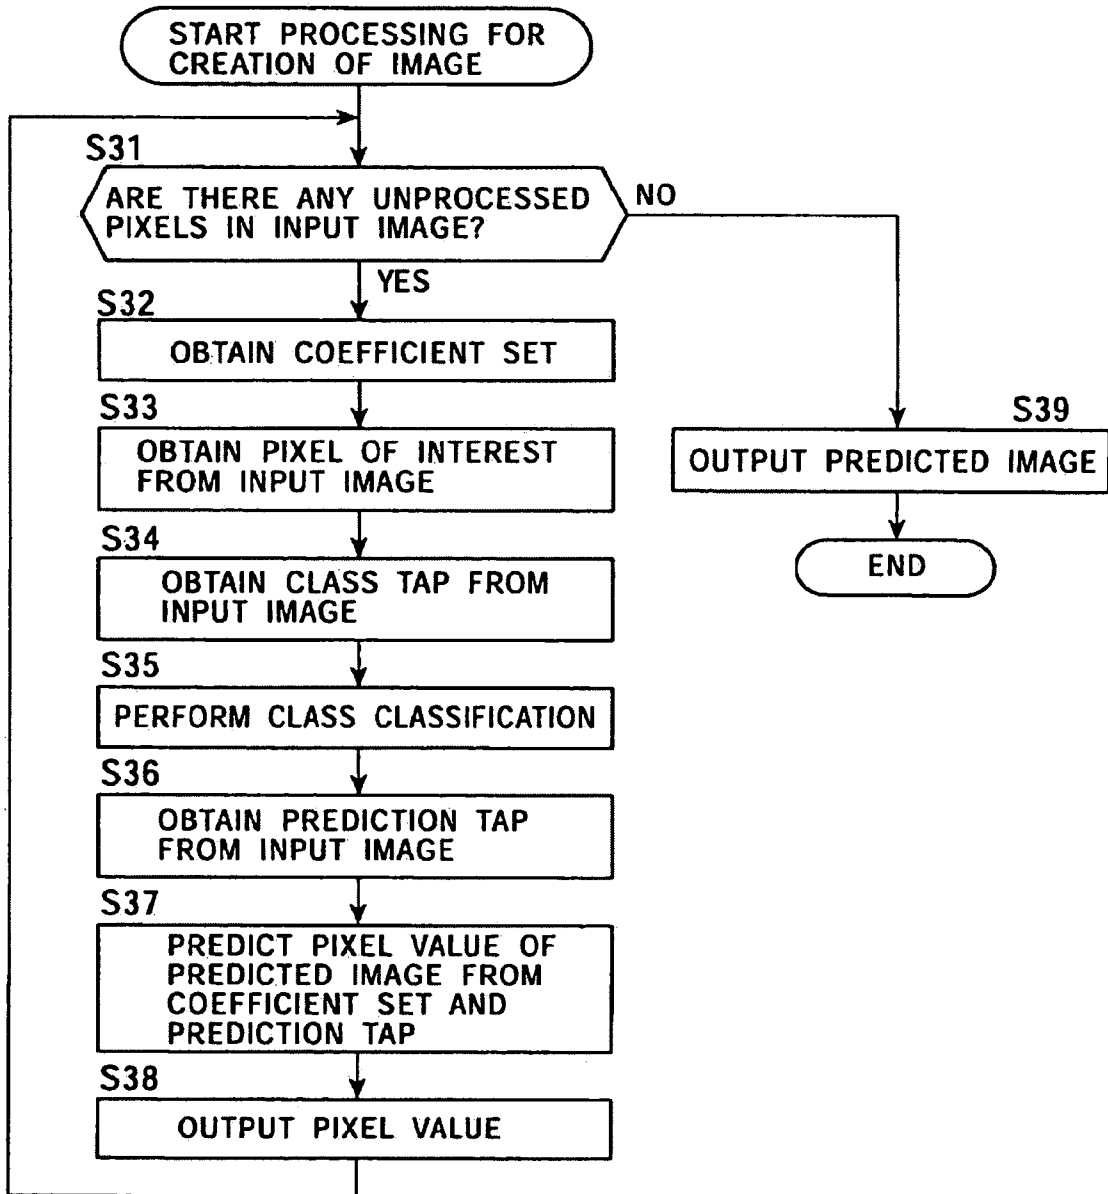 START PROCESSING FOR
CREATION OF IMAGE
S31
ARE THERE ANY UNPROCESSED
PIXELS IN INPUT IMAGE?
NO
YES
S32
OBTAIN COEFFICIENT SET
S33
OBTAIN PIXEL OF INTEREST
FROM INPUT IMAGE
S39
OUTPUT PREDICTED IMAGE
S34
OBTAIN CLASS TAP FROM
INPUT IMAGE
END
S35
PERFORM CLASS CLASSIFICATION
S36
OBTAIN PREDICTION TAP
FROM INPUT IMAGE
S37
PREDICT PIXEL VALUE OF
PREDICTED IMAGE FROM
COEFFICIENT SET AND
PREDICTION TAP
S38
OUTPUT PIXEL VALUE